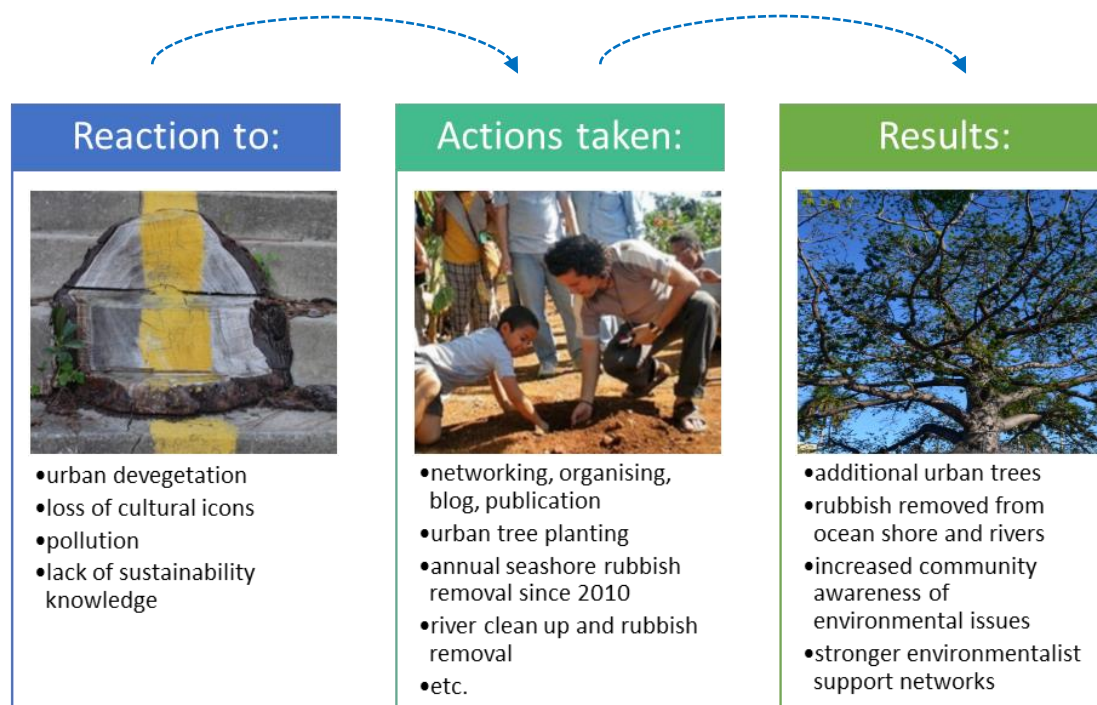 Reaction to:
•urban devegetation
•loss of cultural icons
•pollution
•lack of sustainability
knowledge
Actions taken:
•networking, organising,
blog, publication
•urban tree planting
•annual seashore rubbish
removal since 2010
•river clean up and rubbish
removal
•etc.
Results:
•additional urban trees
•rubbish removed from
ocean shore and rivers
•increased community
awareness of
environmental issues
•stronger environmentalist
support networks